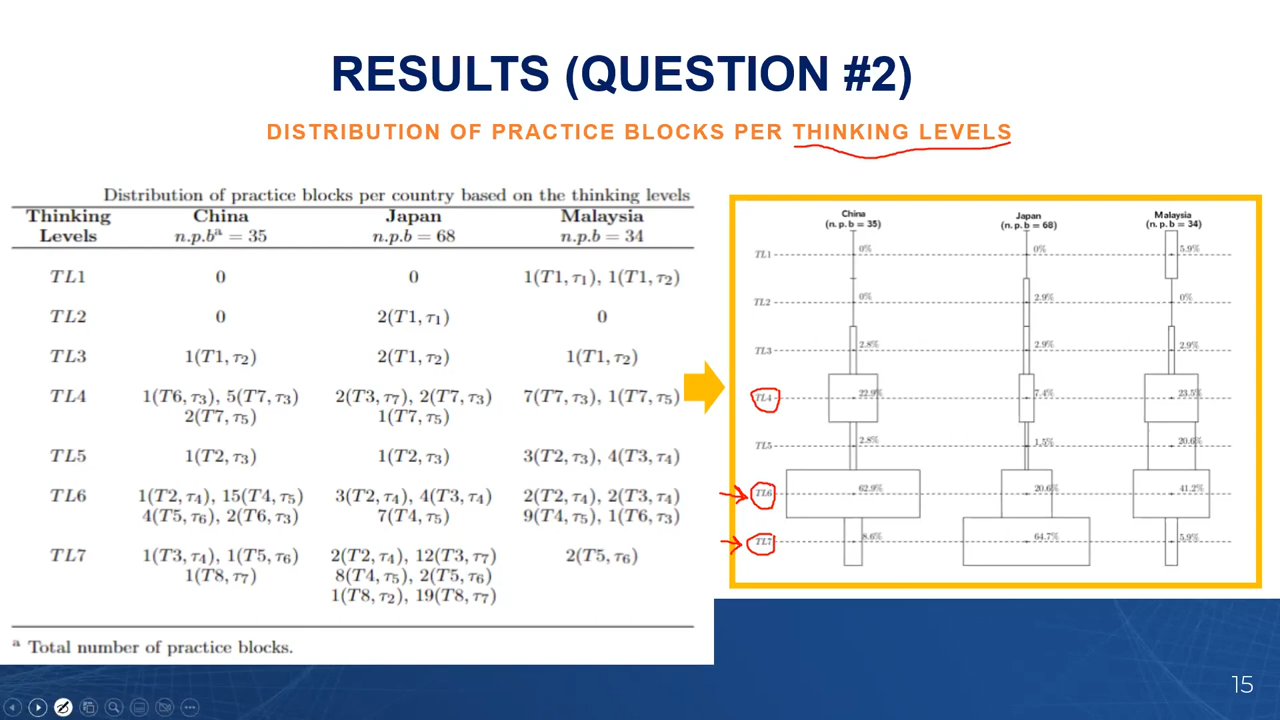 RESULTS (QUESTION #2)
DISTRIBUTION OF PRACTICE BLOCKS PER THINKING LEVELS
Distribution of practice blocks per country based on the thinking levels
Thinking Levels China n.p.bᵃ = 35 Japan n.p.b = 68 Malaysia n.p.b = 34
TL1 0 0 1(T1, τ₁), 1(T1, τ₂)
TL2 0 2(T1, τ₁) 0
TL3 1(T1, τ₂) 2(T1, τ₂) 1(T1, τ₂)
TL4 1(T6, τ₃), 5(T7, τ₃) 2(T3, τ₇), 2(T7, τ₃) 7(T7, τ₃), 1(T7, τ₅)
2(T7, τ₅) 1(T7, τ₅)
TL5 1(T2, τ₃) 1(T2, τ₃) 3(T2, τ₃), 4(T3, τ₄)
TL6 1(T2, τ₄), 15(T4, τ₅) 3(T2, τ₄), 4(T3, τ₄) 2(T2, τ₄), 2(T3, τ₄)
4(T5, τ₆), 2(T6, τ₃) 7(T4, τ₅) 9(T4, τ₅), 1(T6, τ₃)
TL7 1(T3, τ₄), 1(T5, τ₆) 2(T2, τ₄), 12(T3, τ₇) 2(T5, τ₆)
1(T8, τ₇) 8(T4, τ₅), 2(T5, τ₆)
1(T8, τ₂), 19(T8, τ₇)
ᵃ Total number of practice blocks.
China Japan Malaysia
(n.p.b = 35) (n.p.b = 68) (n.p.b = 34)
TL1 0% 0% 5.9%
TL2 0% 2.9% 0%
TL3 2.8% 2.9% 2.9%
TL4 22.9% 7.4% 23.5%
TL5 2.8% 1.5% 20.6%
TL6 62.9% 20.6% 41.2%
TL7 8.6% 64.7% 5.9%
15